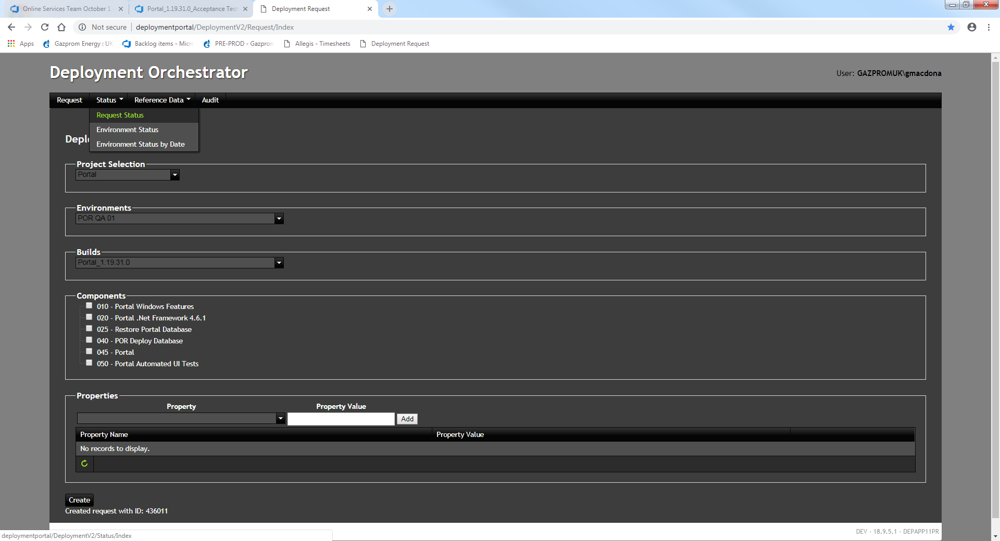 Online Services Team October 1
Portal_1.19.31.0_Acceptance Test
Deployment Request
Not secure
deploymentportal/DeploymentV2/Request/Index
Apps
Gazprom Energy : UK
Backlog items - Micr
PRE-PROD - Gazprom
Allegis - Timesheets
Deployment Request
Deployment Orchestrator
User: GAZPROMUK\gmacdona
Request
Status
Reference Data
Audit
Request Status
Environment Status
Environment Status by Date
Depl
Project Selection
Portal
Environments
POR QA 01
Builds
Portal_1.19.31.0
Components
010 - Portal Windows Features
020 - Portal .Net Framework 4.6.1
025 - Restore Portal Database
040 - POR Deploy Database
045 - Portal
050 - Portal Automated UI Tests
Properties
Property
Property Value
Add
Property Name
Property Value
No records to display.
Create
Created request with ID: 436011
deploymentportal/DeploymentV2/Status/Index
DEV - 18.9.5.1 - DEPAPP11PR